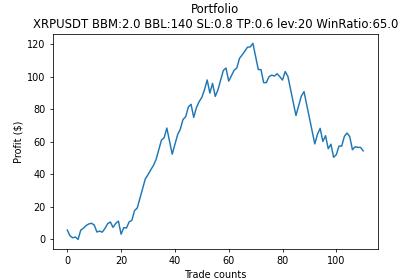 Portfolio
XRPUSDT BBM:2.0 BBL:140 SL:0.8 TP:0.6 lev:20 WinRatio:65.0
120
100
80
60
40
20
0
Profit ($)
0 20 40 60 80 100
Trade counts